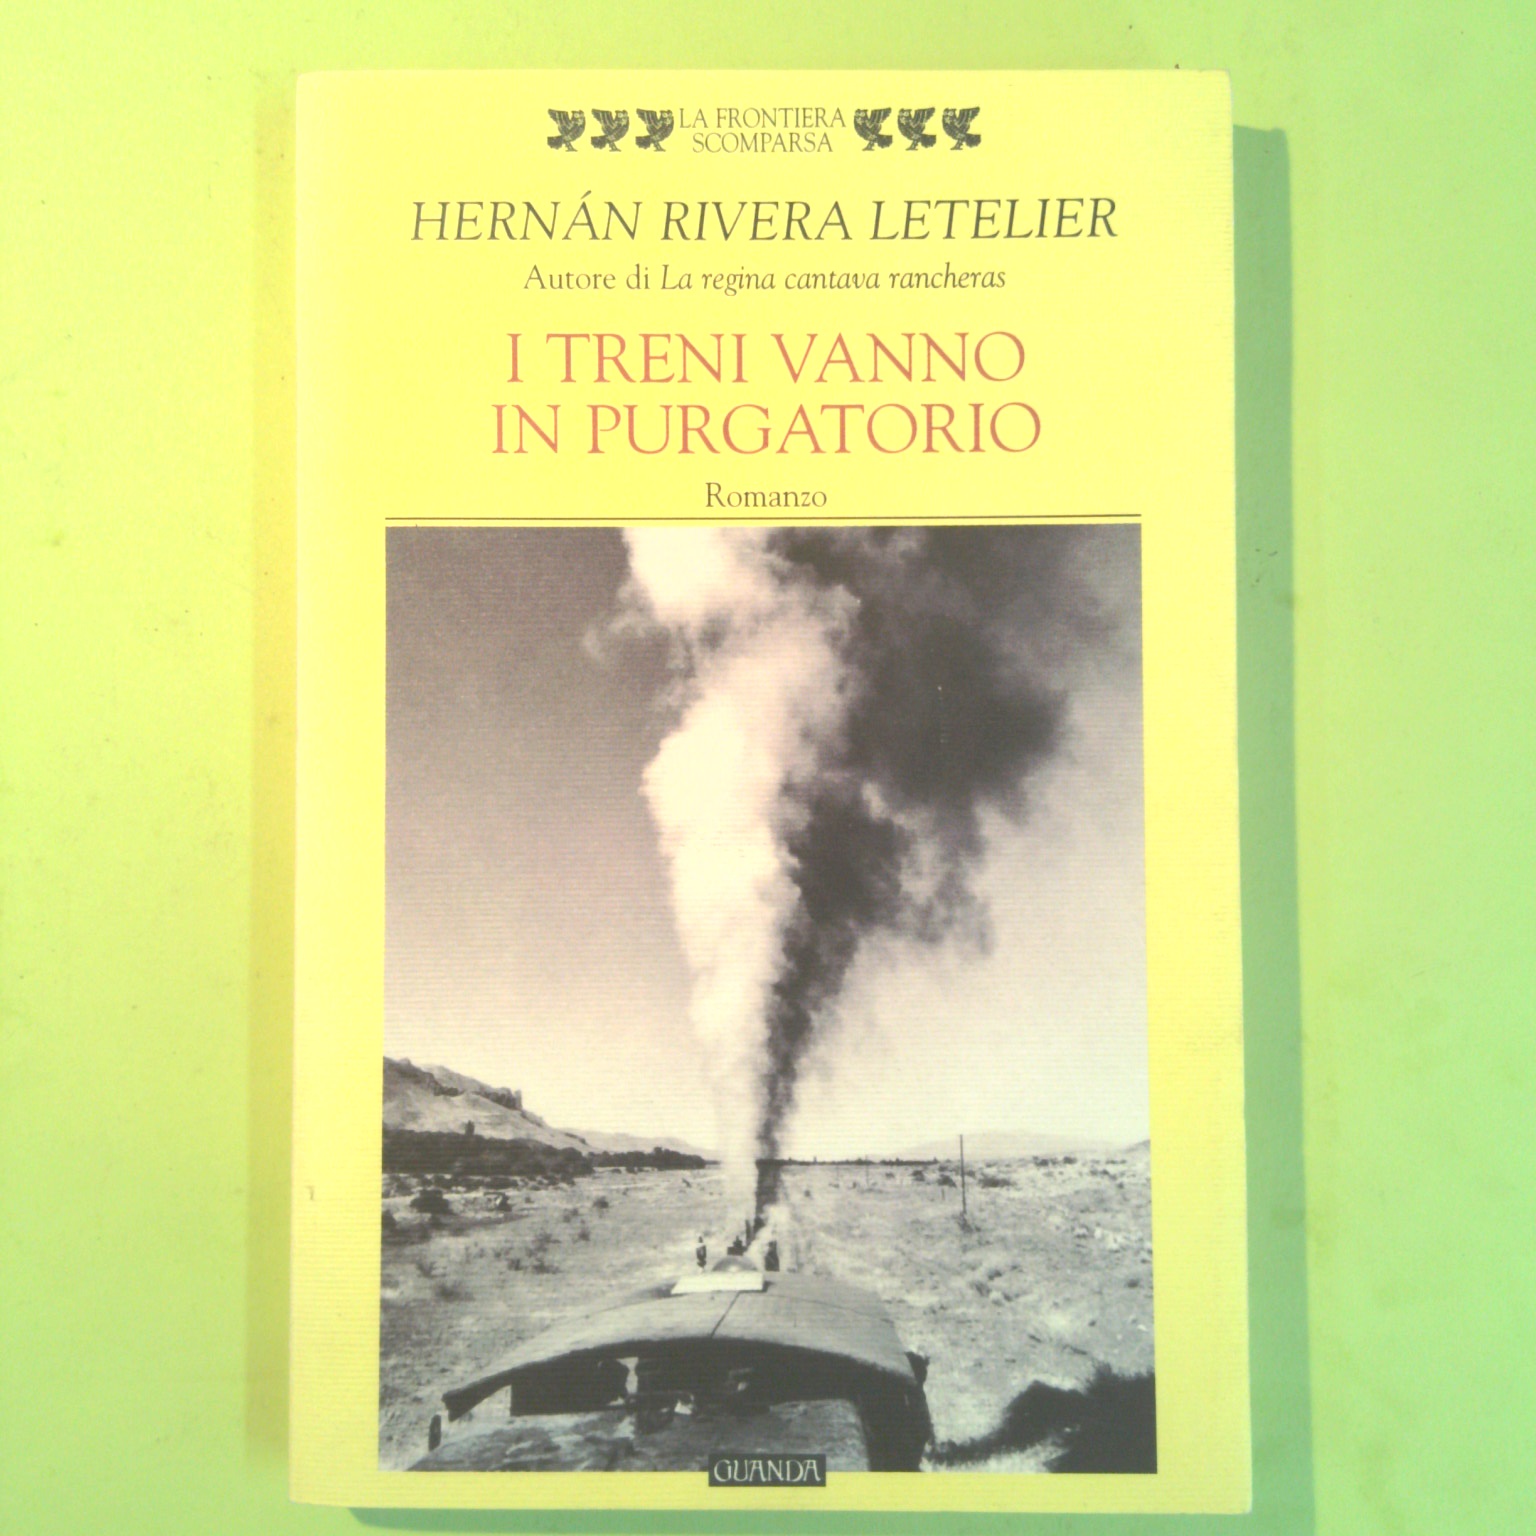 LA FRONTIERA
SCOMPARSA
HERNÁN RIVERA LETELIER
Autore di La regina cantava rancheras
I TRENI VANNO
IN PURGATORIO
Romanzo
GUANDA